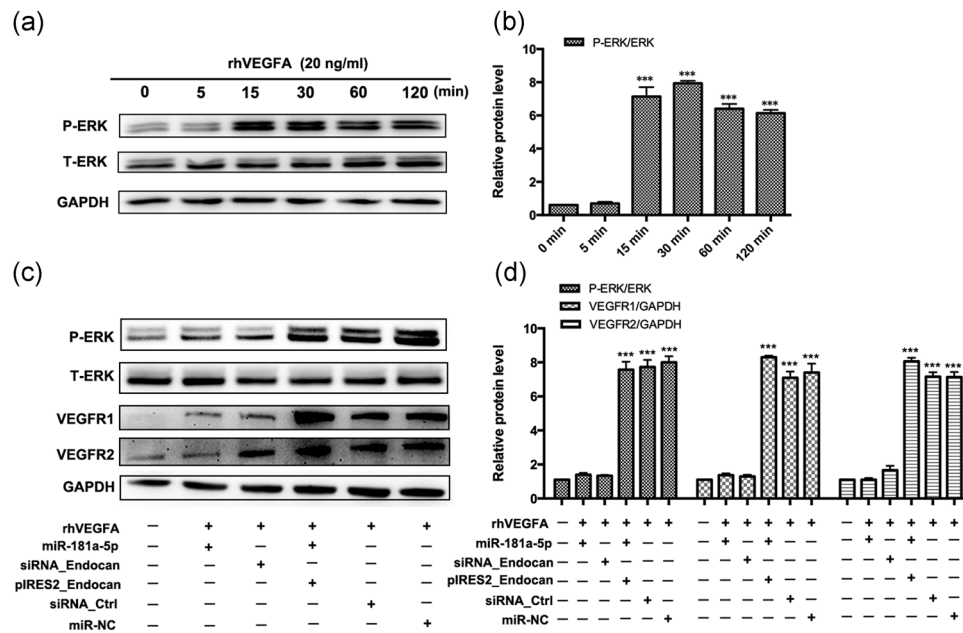 (a)
rhVEGFA (20 ng/ml)
0 5 15 30 60 120 (min)
P-ERK
T-ERK
GAPDH
(b)
P-ERK/ERK
Relative protein level
10
8
6
4
2
0
*** *** *** ***
0 min 5 min 15 min 30 min 60 min 120 min
(c)
P-ERK
T-ERK
VEGFR1
VEGFR2
GAPDH
rhVEGFA — + + + + +
miR-181a-5p — + — + — —
siRNA_Endocan — — + — — —
pIRES2_Endocan — — — + — —
siRNA_Ctrl — — — — + —
miR-NC — — — — — +
(d)
P-ERK/ERK
VEGFR1/GAPDH
VEGFR2/GAPDH
Relative protein level
10
8
6
4
2
0
*** *** *** *** *** *** *** *** ***
rhVEGFA — + + + + + — + + + + + — + + + + +
miR-181a-5p — + — + — — — + — + — — — + — + — —
siRNA_Endocan — — + — — — — — + — — — — — + — — —
pIRES2_Endocan — — — + — — — — — + — — — — — + — —
siRNA_Ctrl — — — — + — — — — — + — — — — — + —
miR-NC — — — — — + — — — — — + — — — — — +